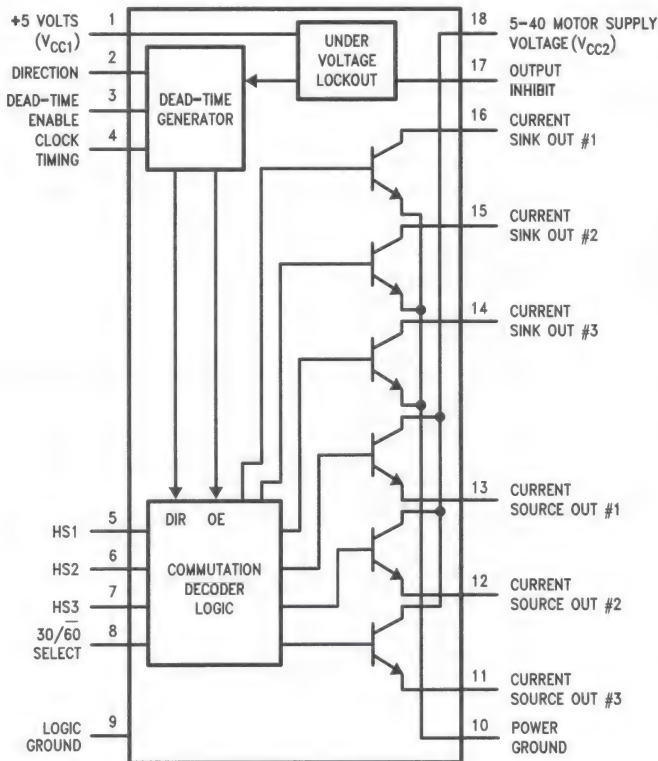 +5 VOLTS
(VCC1)
1
DIRECTION
2
DEAD-TIME
ENABLE
3
CLOCK
TIMING
4
DEAD-TIME
GENERATOR
UNDER
VOLTAGE
LOCKOUT
18
5-40 MOTOR SUPPLY
VOLTAGE (VCC2)
17
OUTPUT
INHIBIT
16
CURRENT
SINK OUT #1
15
CURRENT
SINK OUT #2
14
CURRENT
SINK OUT #3
13
CURRENT
SOURCE OUT #1
12
CURRENT
SOURCE OUT #2
11
CURRENT
SOURCE OUT #3
10
POWER
GROUND
DIR OE
COMMUTATION
DECODER
LOGIC
HS1
5
HS2
6
HS3
7
30/6̅0̅
SELECT
8
LOGIC
GROUND
9